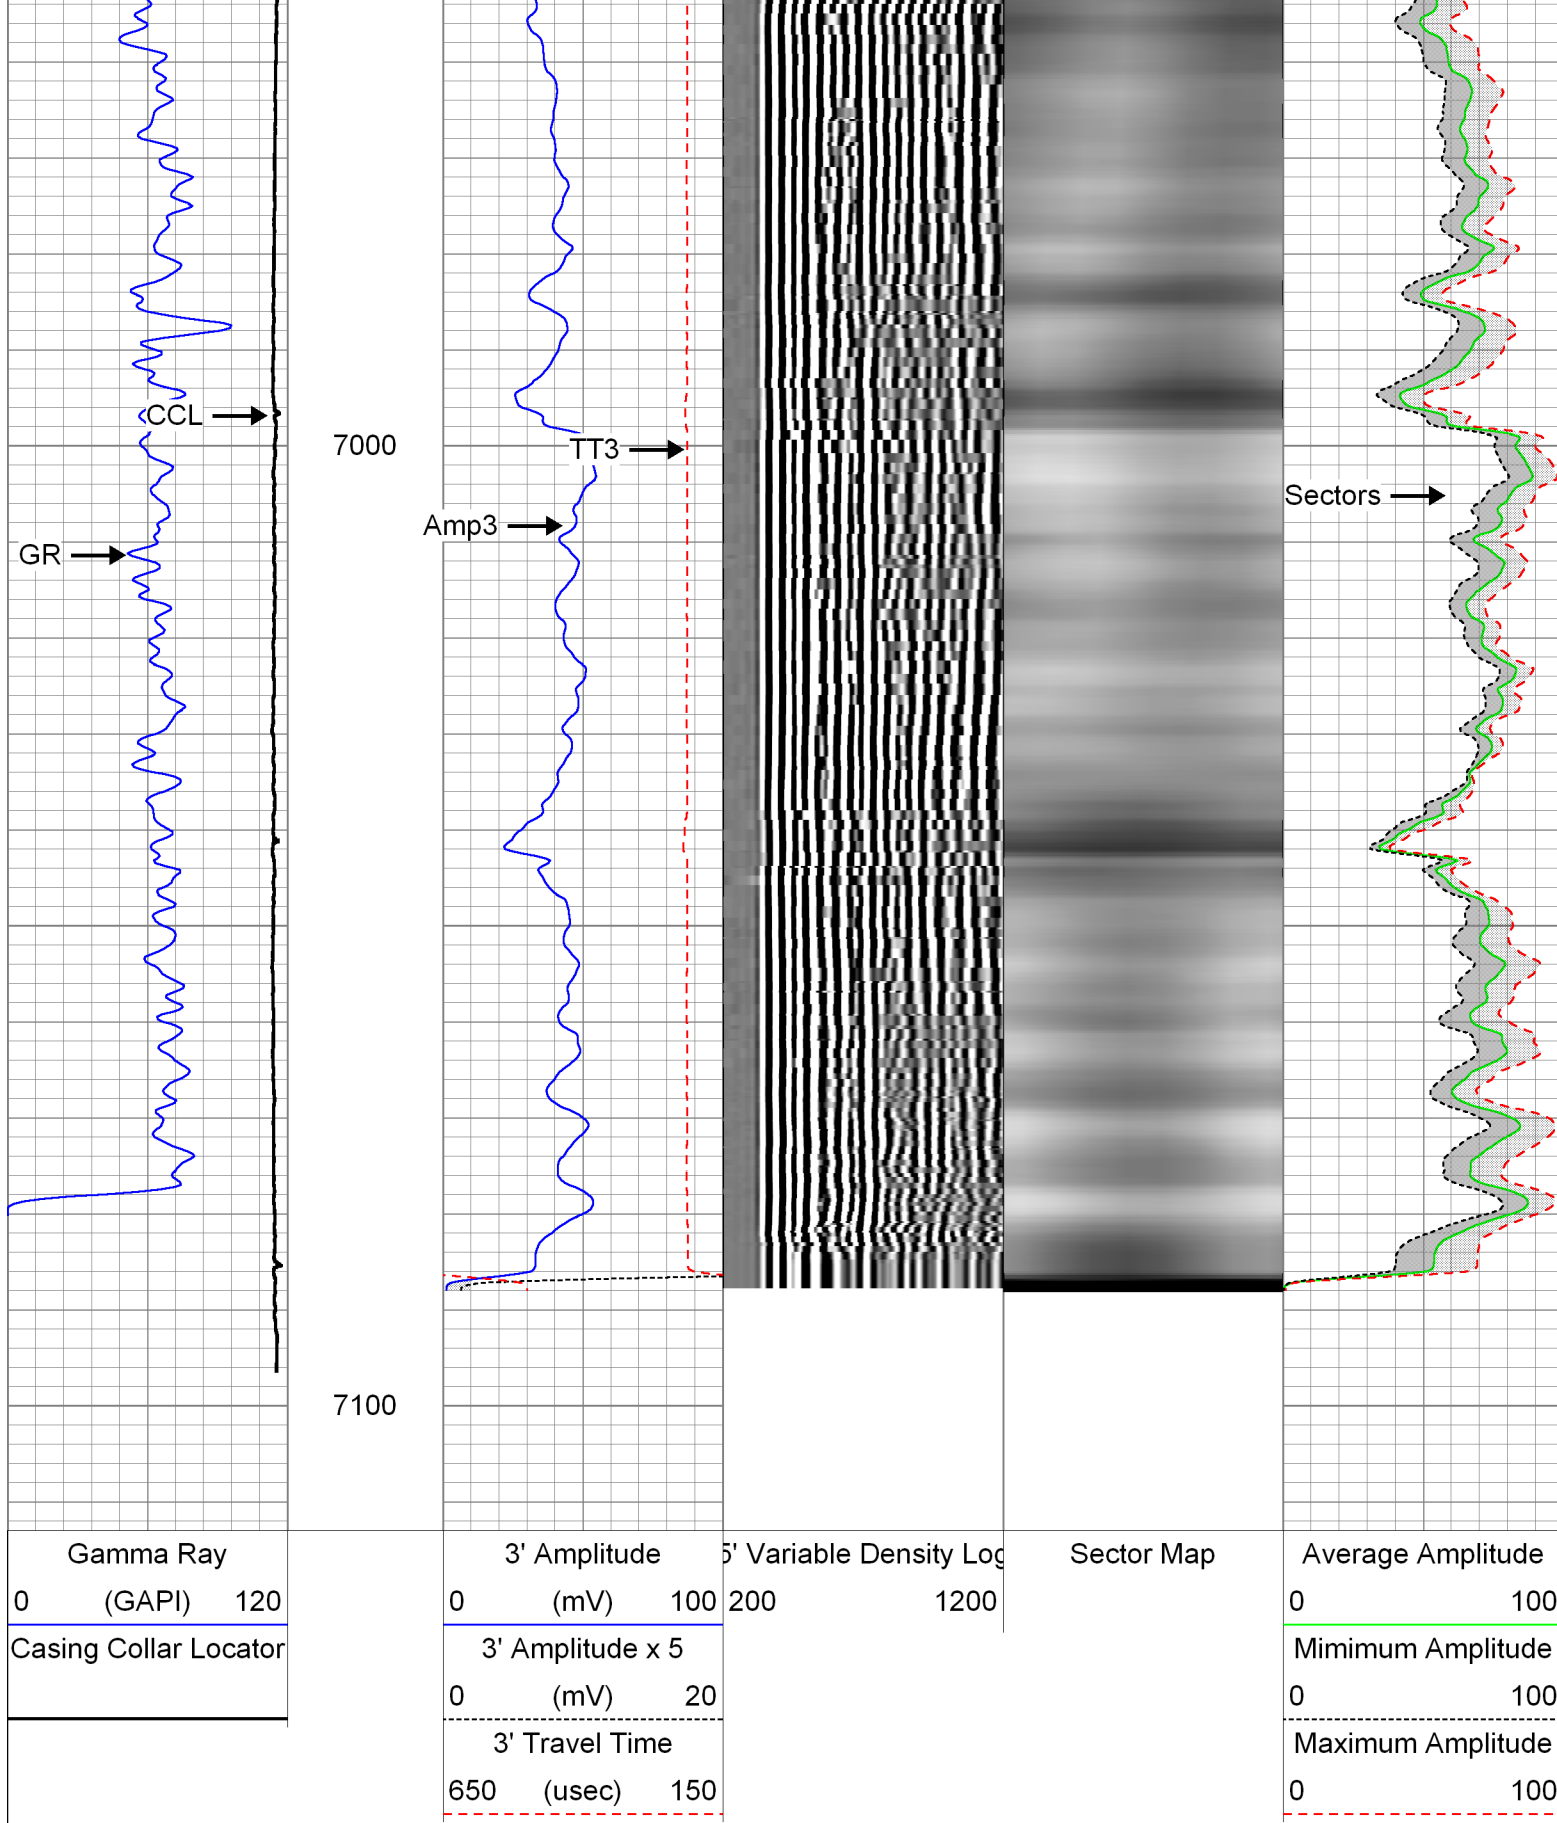 CCL
7000
TT3
Sectors
Amp3
GR
7100
Gamma Ray
0 (GAPI) 120
Casing Collar Locator
3' Amplitude
0 (mV) 100
3' Amplitude x 5
0 (mV) 20
3' Travel Time
650 (usec) 150
5' Variable Density Log
200 1200
Sector Map
Average Amplitude
0 100
Mimimum Amplitude
0 100
Maximum Amplitude
0 100